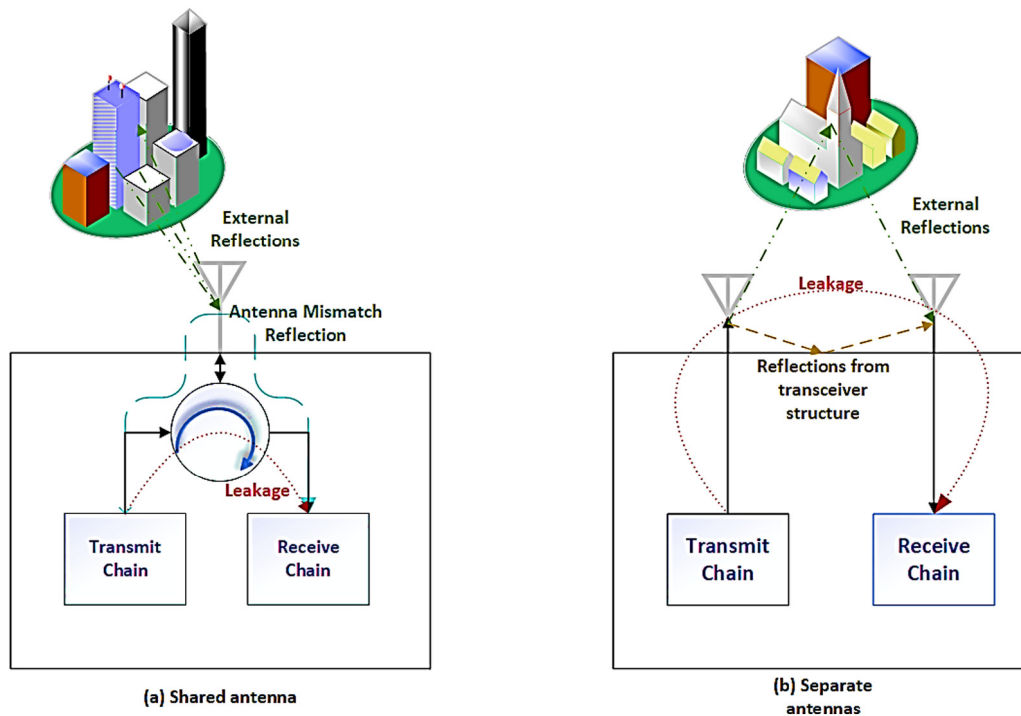 External
Reflections
Antenna Mismatch
Reflection
Leakage
Transmit
Chain
Receive
Chain
(a) Shared antenna
External
Reflections
Leakage
Reflections from
transceiver
structure
Transmit
Chain
Receive
Chain
(b) Separate
antennas